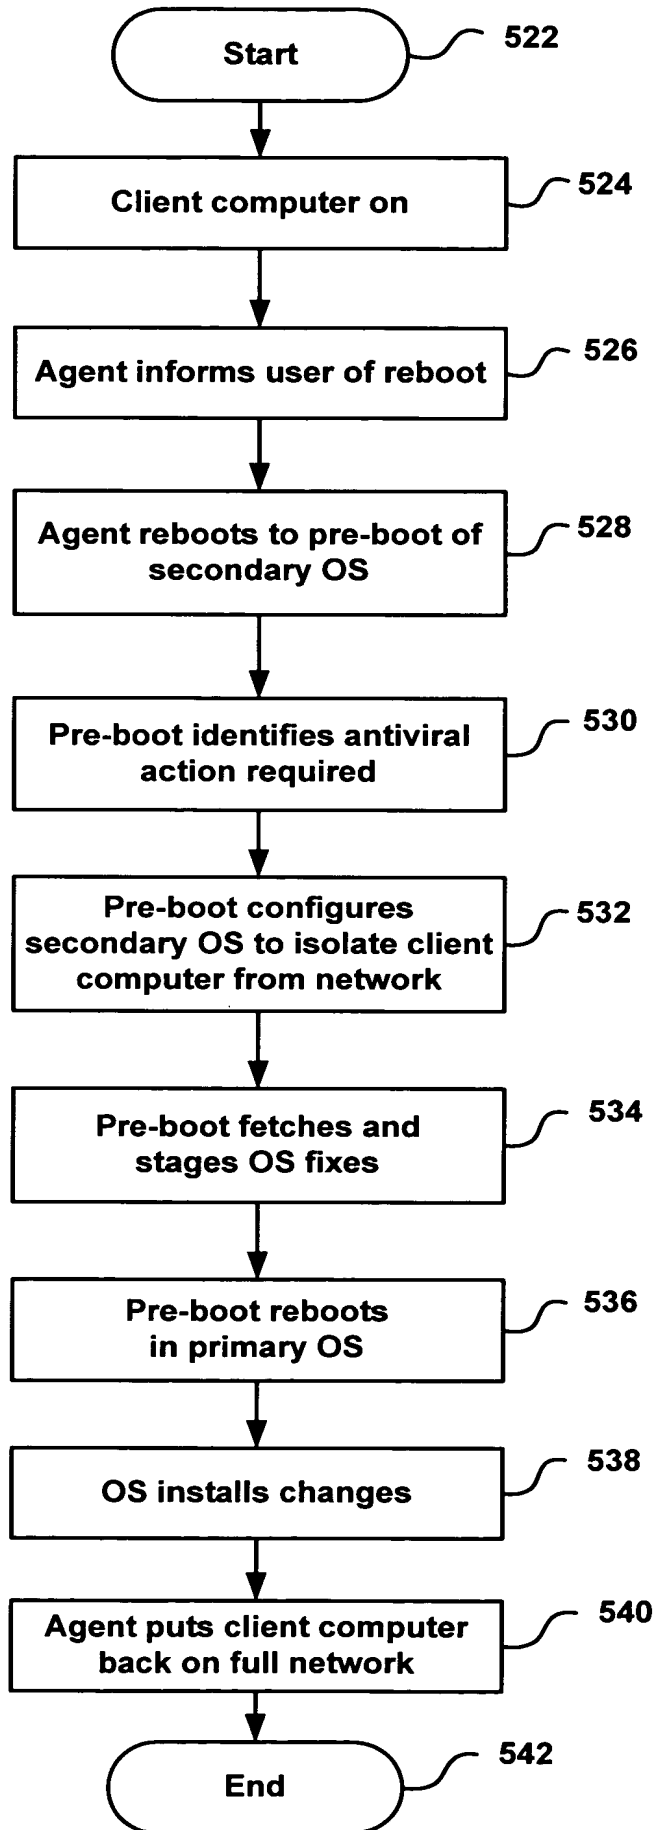 Start
522
Client computer on
524
Agent informs user of reboot
526
Agent reboots to pre-boot of
secondary OS
528
Pre-boot identifies antiviral
action required
530
Pre-boot configures
secondary OS to isolate client
computer from network
532
Pre-boot fetches and
stages OS fixes
534
Pre-boot reboots
in primary OS
536
OS installs changes
538
Agent puts client computer
back on full network
540
End
542